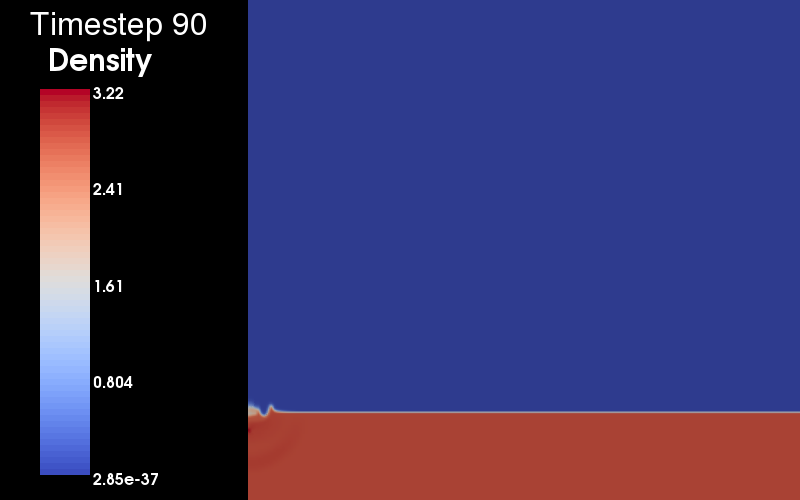 Timestep 90
Density
3.22
2.41
1.61
0.804
2.85e-37